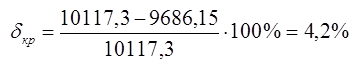 δкр = (10117,3 − 9686,15) / 10117,3 · 100% = 4,2%